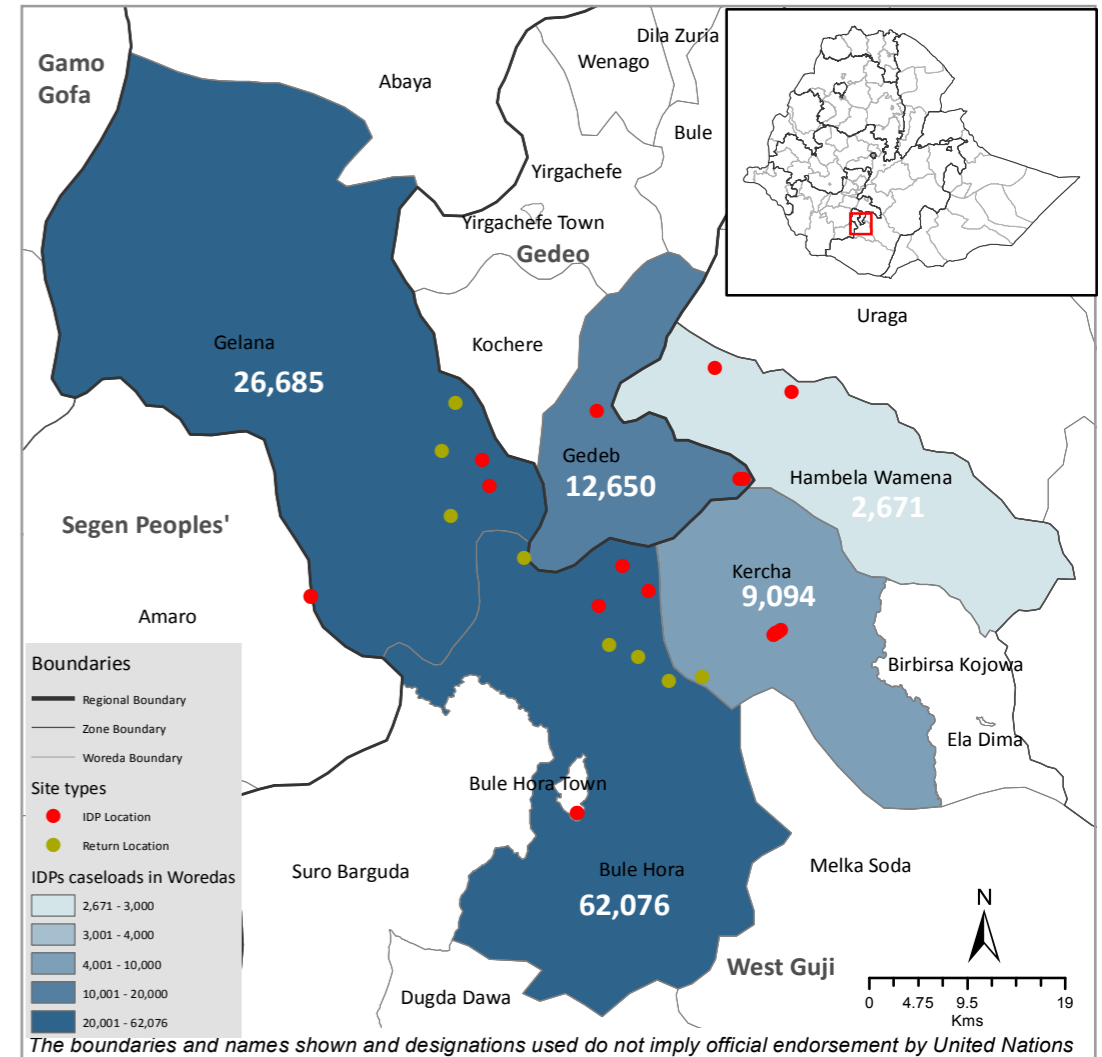 Gamo
Gofa
Abaya
Wenago
Dila Zuria
Bule
Yirgachefe
Yirgachefe Town
Gedeo
Kochere
Uraga
Gelana
26,685
Gedeb
12,650
Hambela Wamena
2,671
Segen Peoples'
Kercha
9,094
Amaro
Birbirsa Kojowa
Ela Dima
Bule Hora Town
Suro Barguda
Bule Hora
62,076
Melka Soda
West Guji
Dugda Dawa
Boundaries
Regional Boundary
Zone Boundary
Woreda Boundary
Site types
IDP Location
Return Location
IDPs caseloads in Woredas
2,671 - 3,000
3,001 - 4,000
4,001 - 10,000
10,001 - 20,000
20,001 - 62,076
N
0 4.75 9.5 19
Kms
The boundaries and names shown and designations used do not imply official endorsement by United Nations